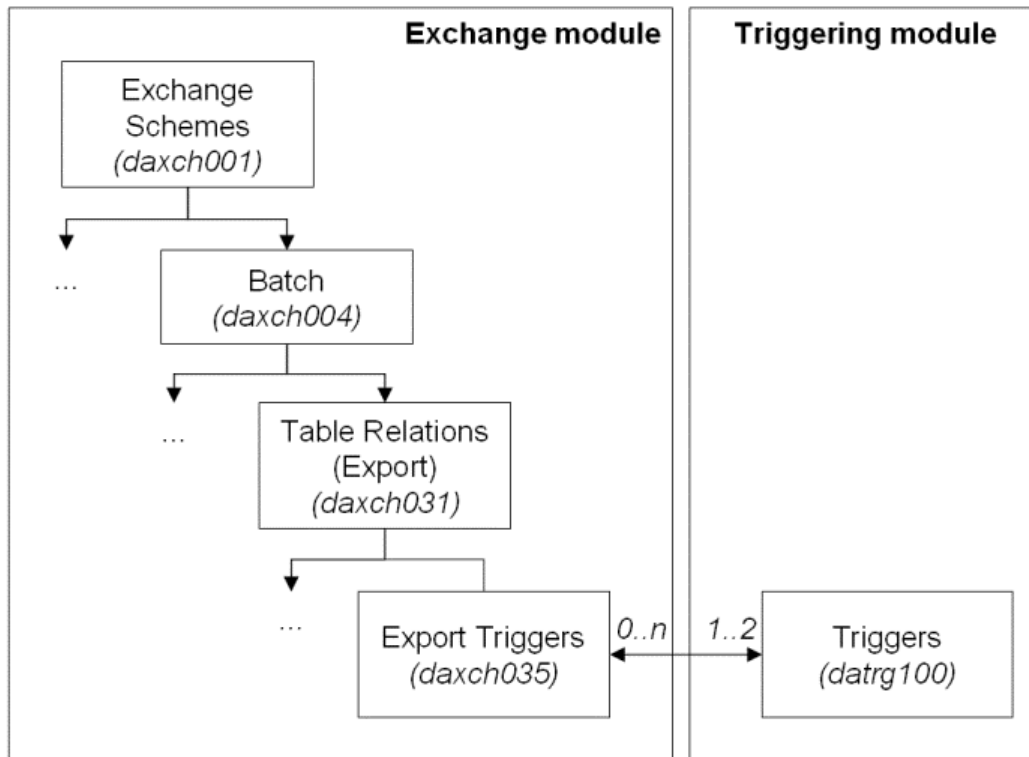 Exchange module
Triggering module
Exchange
Schemes
(daxch001)
...
Batch
(daxch004)
...
Table Relations
(Export)
(daxch031)
...
Export Triggers
(daxch035)
0..n
1..2
Triggers
(datrg100)